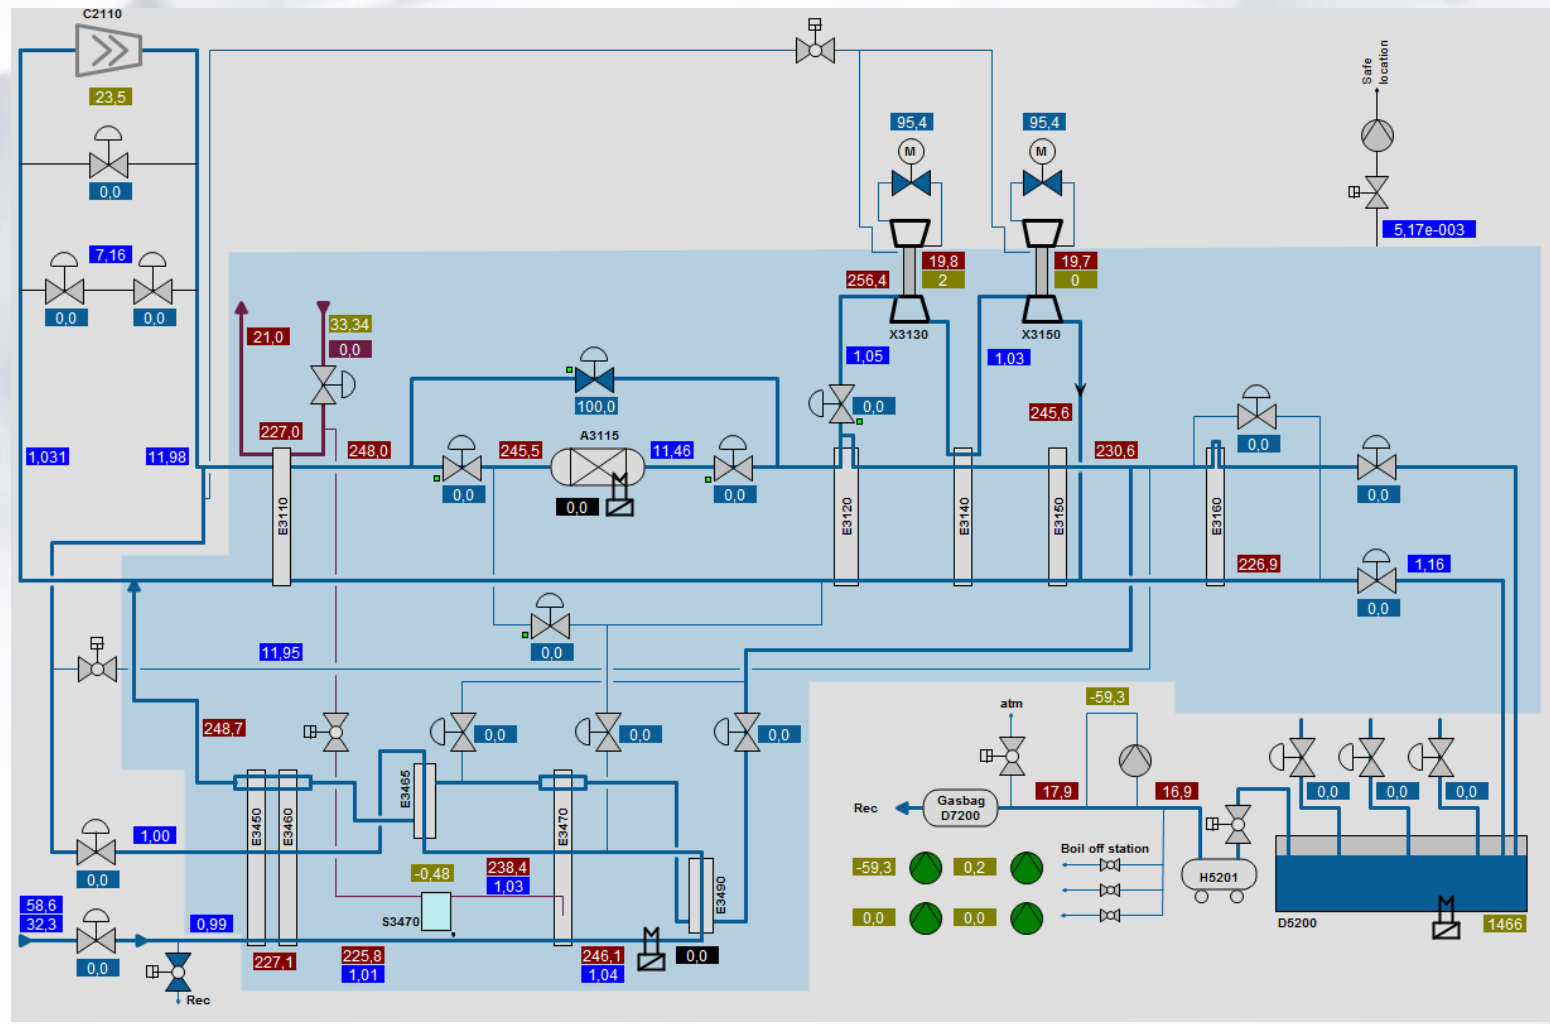 C2110
23,5
Safe
location
95,4
95,4
M
M
0,0
7,16
5,17e-003
0,0
0,0
256,4
19,8
2
19,7
0
X3130
X3150
21,0
33,34
0,0
1,05
1,03
100,0
0,0
245,6
227,0
248,0
1,031
11,98
245,5
A3115
11,46
230,6
0,0
0,0
0,0
0,0
0,0
0,0
E3110
E3120
E3140
E3150
E3160
226,9
1,16
0,0
11,95
0,0
248,7
0,0
0,0
0,0
atm
-59,3
E3450
E3460
E3465
E3470
E3490
Rec
Gasbag
D7200
17,9
16,9
0,0
0,0
0,0
1,00
0,0
Boil off station
-59,3
0,2
H5201
238,4
1,03
-0,48
S3470
58,6
32,3
0,99
0,0
0,0
D5200
1466
0,0
227,1
225,8
1,01
246,1
1,04
0,0
Rec